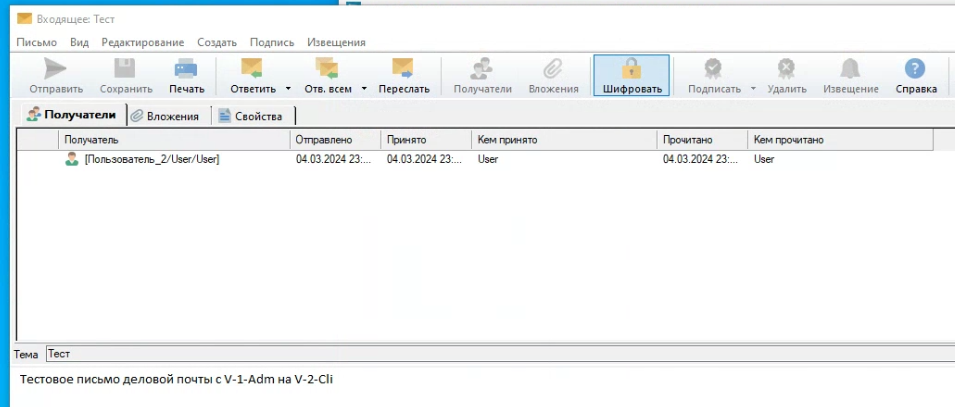 Входящее: Тест
Письмо Вид Редактирование Создать Подпись Извещения
Отправить Сохранить Печать Ответить Отв. всем Переслать Получатели Вложения Шифровать Подписать Удалить Извещение Справка
Получатели Вложения Свойства
Получатель Отправлено Принято Кем принято Прочитано Кем прочитано
[Пользователь_2/User/User] 04.03.2024 23:... 04.03.2024 23:... User 04.03.2024 23:... User
Тема Тест
Тестовое письмо деловой почты с V-1-Adm на V-2-Cli